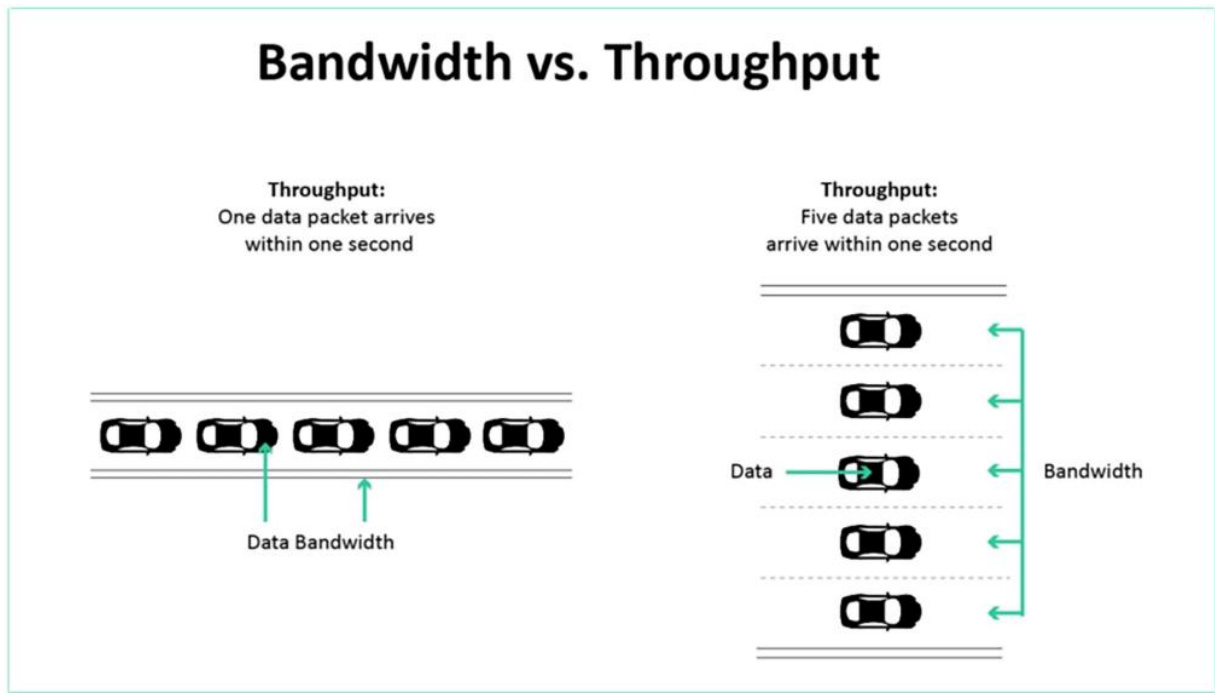 Bandwidth vs. Throughput
Throughput:
One data packet arrives
within one second
Data Bandwidth
Throughput:
Five data packets
arrive within one second
Data
Bandwidth